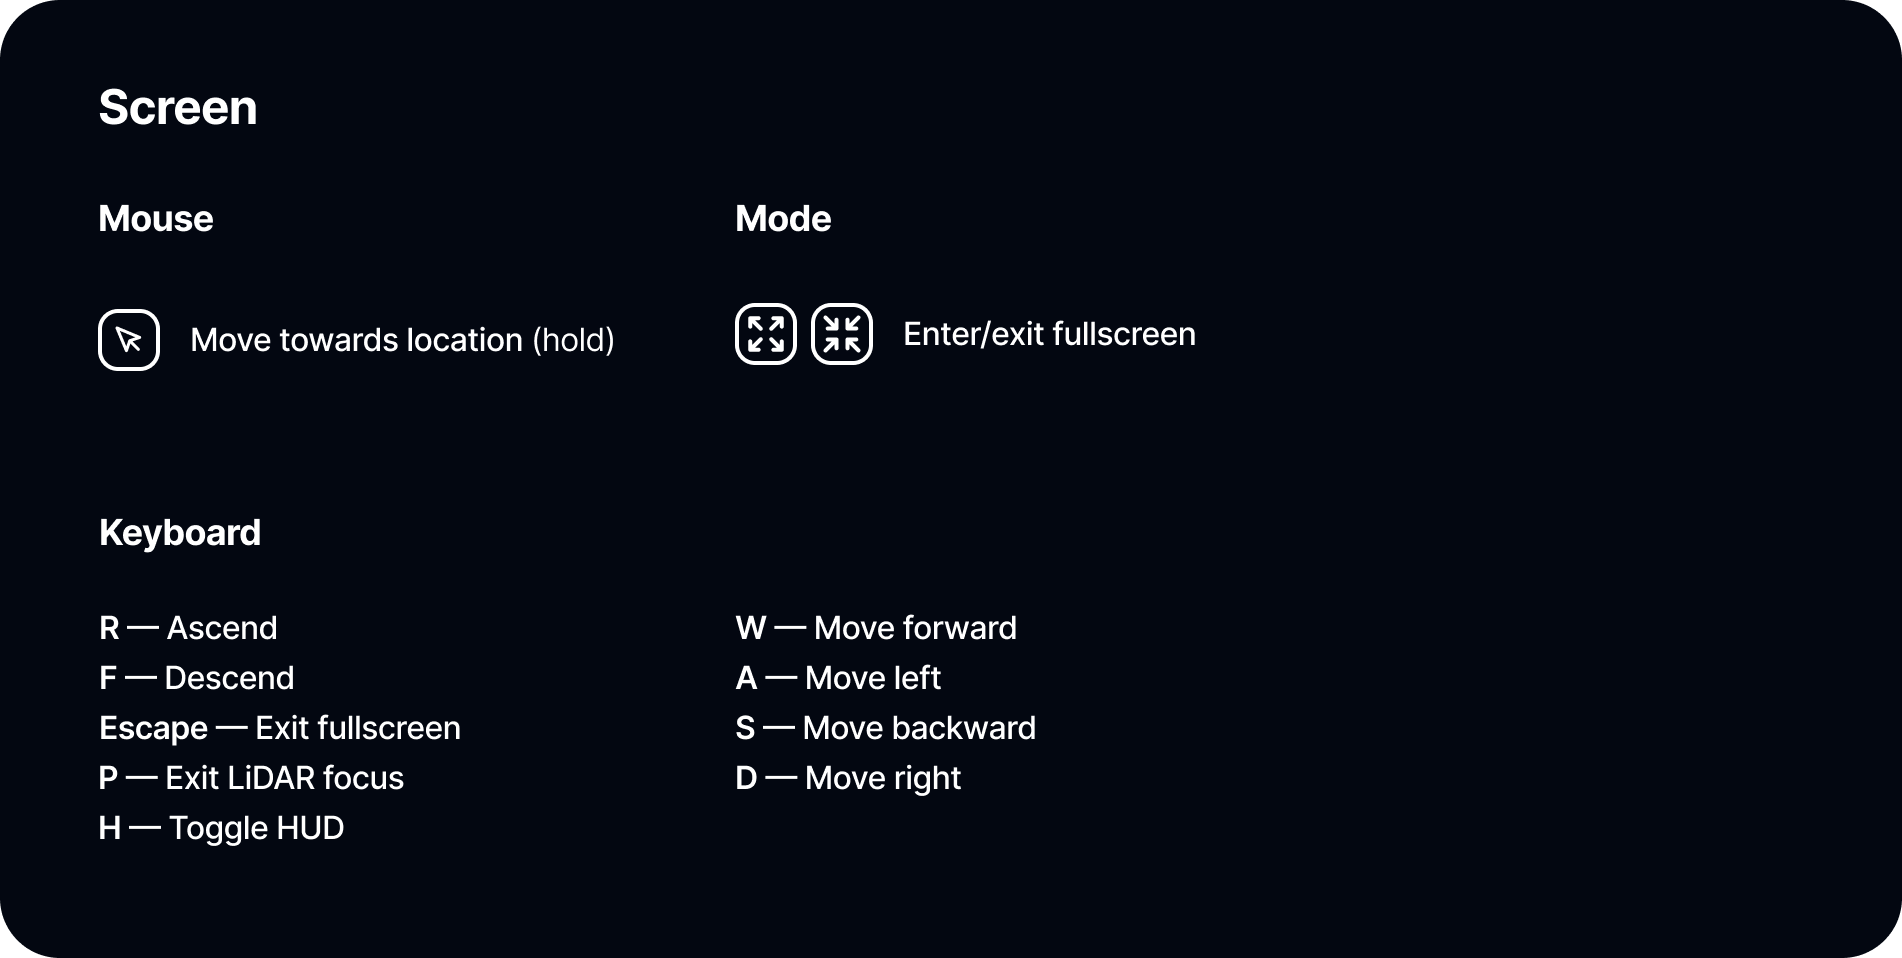 Screen
Mouse
Move towards location (hold)
Mode
Enter/exit fullscreen
Keyboard
R — Ascend
F — Descend
Escape — Exit fullscreen
P — Exit LiDAR focus
H — Toggle HUD
W — Move forward
A — Move left
S — Move backward
D — Move right